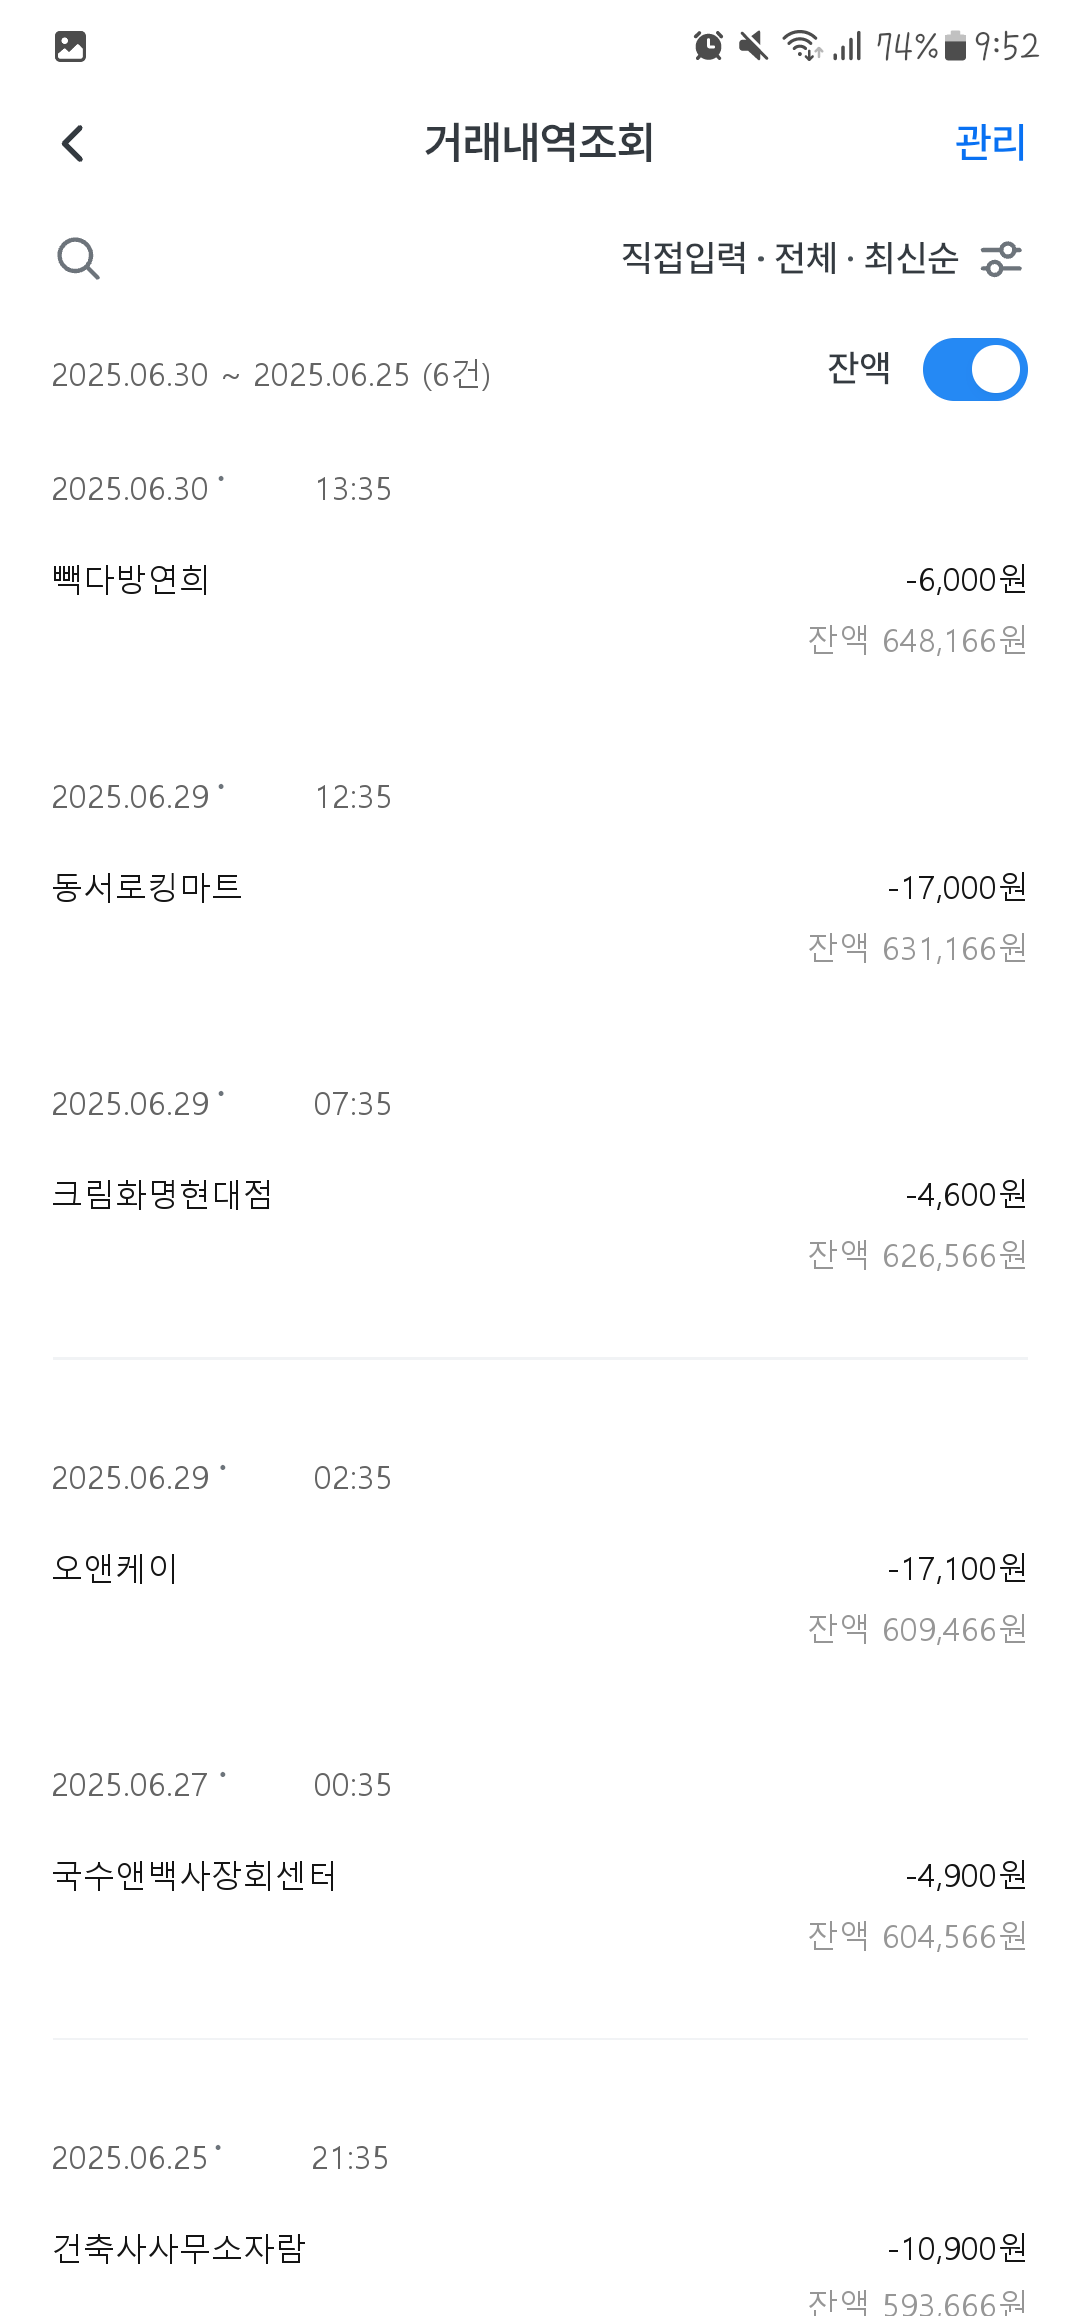 74% 9:52
거래내역조회 관리
직접입력 · 전체 · 최신순
2025.06.30 ~ 2025.06.25 (6건) 잔액
2025.06.30 · 13:35
빽다방연희 -6,000원
잔액 648,166원
2025.06.29 · 12:35
동서로킹마트 -17,000원
잔액 631,166원
2025.06.29 · 07:35
크림화명현대점 -4,600원
잔액 626,566원
2025.06.29 · 02:35
오앤케이 -17,100원
잔액 609,466원
2025.06.27 · 00:35
국수앤백사장회센터 -4,900원
잔액 604,566원
2025.06.25 · 21:35
건축사사무소자람 -10,900원
잔액 593,666원